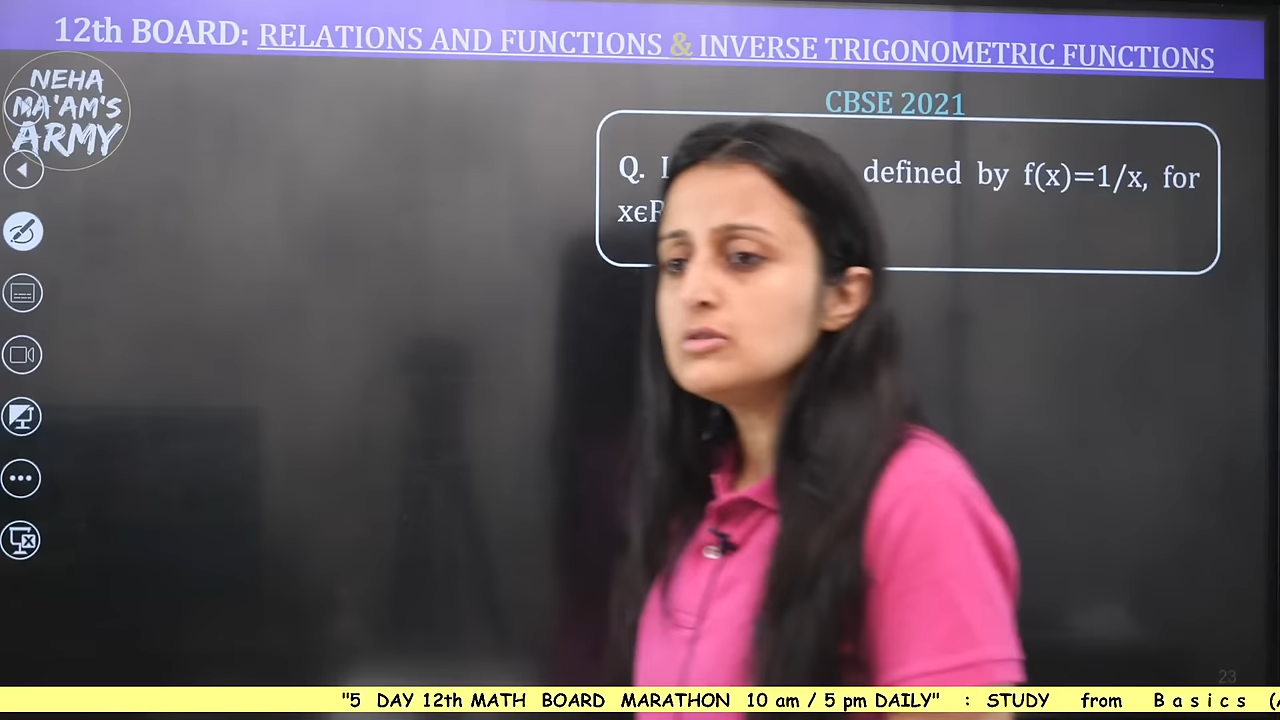 12th BOARD: RELATIONS AND FUNCTIONS & INVERSE TRIGONOMETRIC FUNCTIONS
NEHA
MA'AM'S
ARMY
CBSE 2021
Q. defined by f(x)=1/x, for
23
"5 DAY 12th MATH BOARD MARATHON 10 am / 5 pm DAILY" : STUDY from Basics (